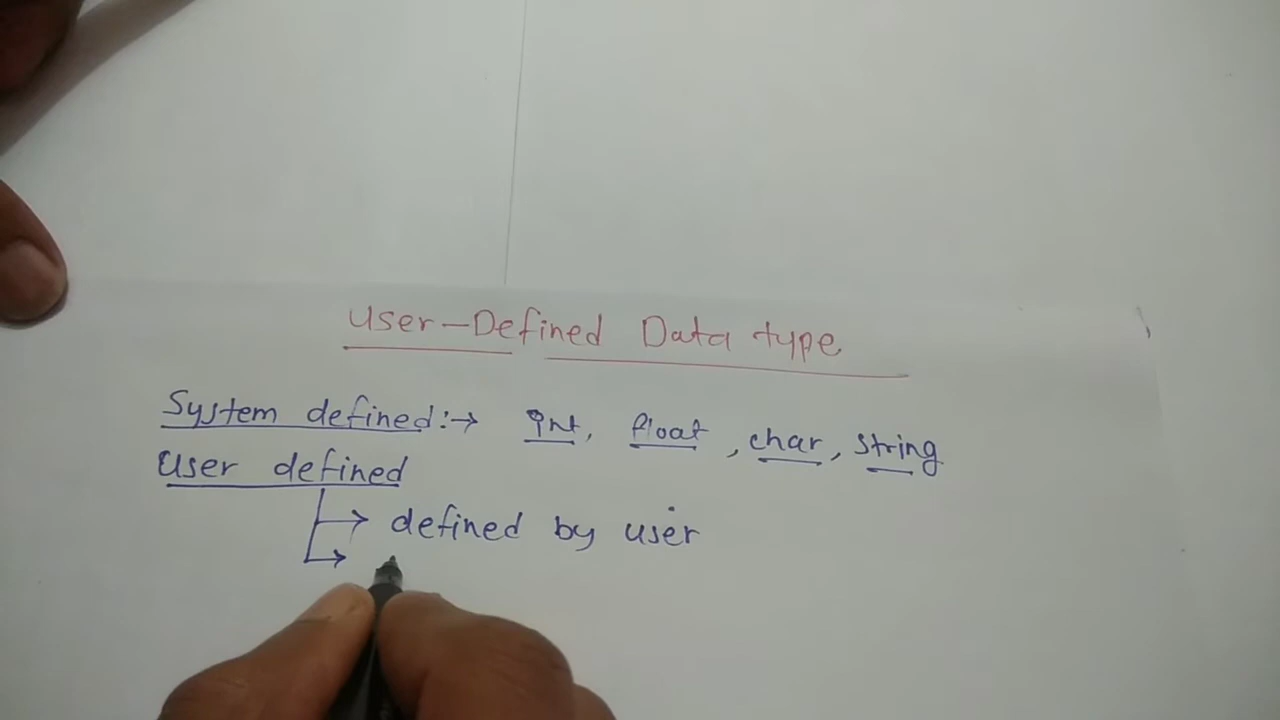 User-Defined Data type
System defined:→ int, float, char, string
User defined
→ defined by user
→